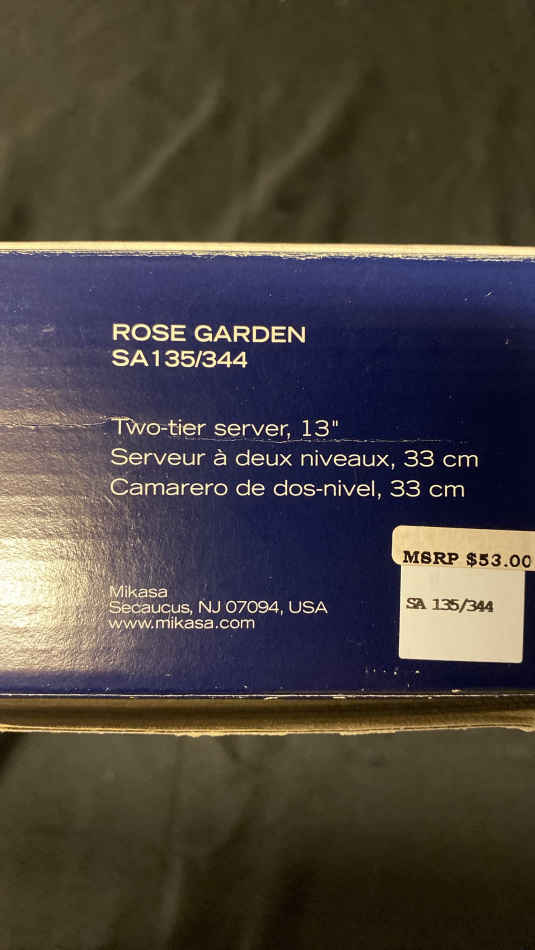 ROSE GARDEN
SA135/344
Two-tier server, 13"
Serveur à deux niveaux, 33 cm
Camarero de dos-nivel, 33 cm
MSRP $53.00
SA 135/344
Mikasa
Secaucus, NJ 07094, USA
www.mikasa.com